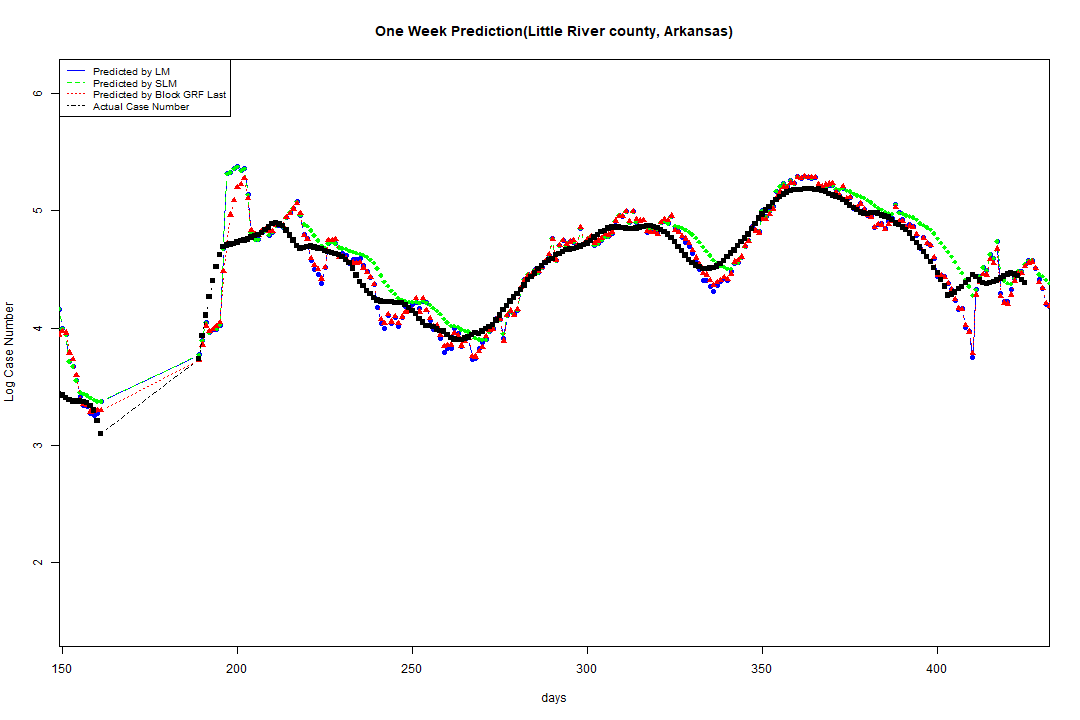 One Week Prediction(Little River county, Arkansas)
Predicted by LM
Predicted by SLM
Predicted by Block GRF Last
Actual Case Number
6
5
4
3
2
Log Case Number
150 200 250 300 350 400
days